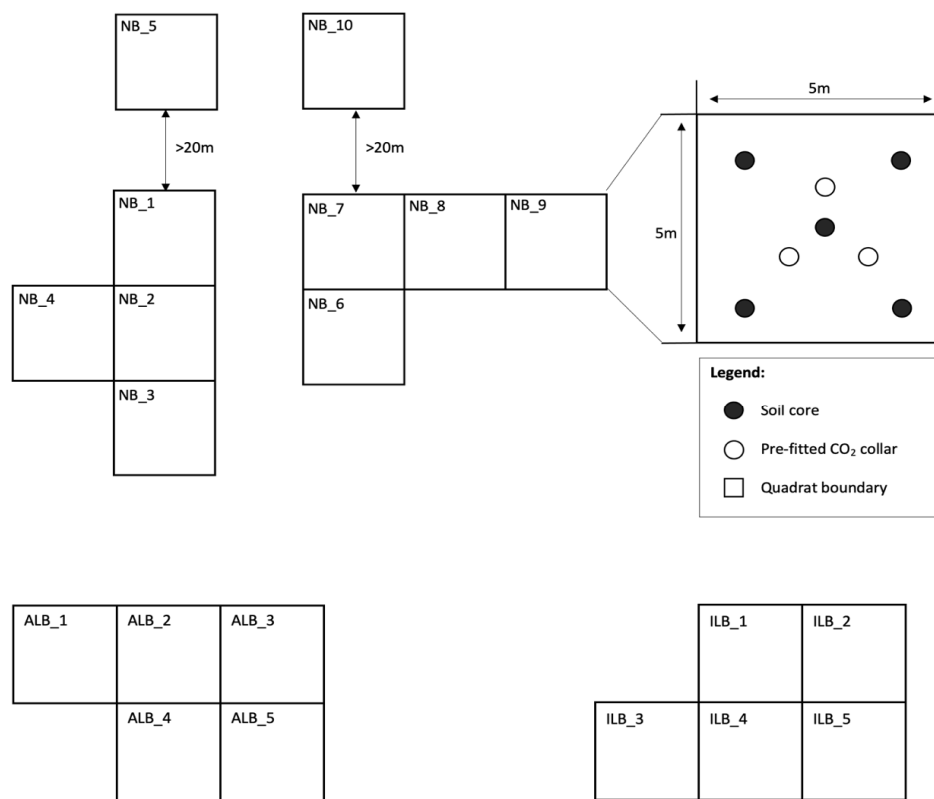 NB_5
NB_10
>20m
>20m
NB_1
NB_7
NB_8
NB_9
NB_4
NB_2
NB_6
NB_3
5m
5m
Legend:
Soil core
Pre-fitted CO₂ collar
Quadrat boundary
ALB_1
ALB_2
ALB_3
ALB_4
ALB_5
ILB_1
ILB_2
ILB_3
ILB_4
ILB_5